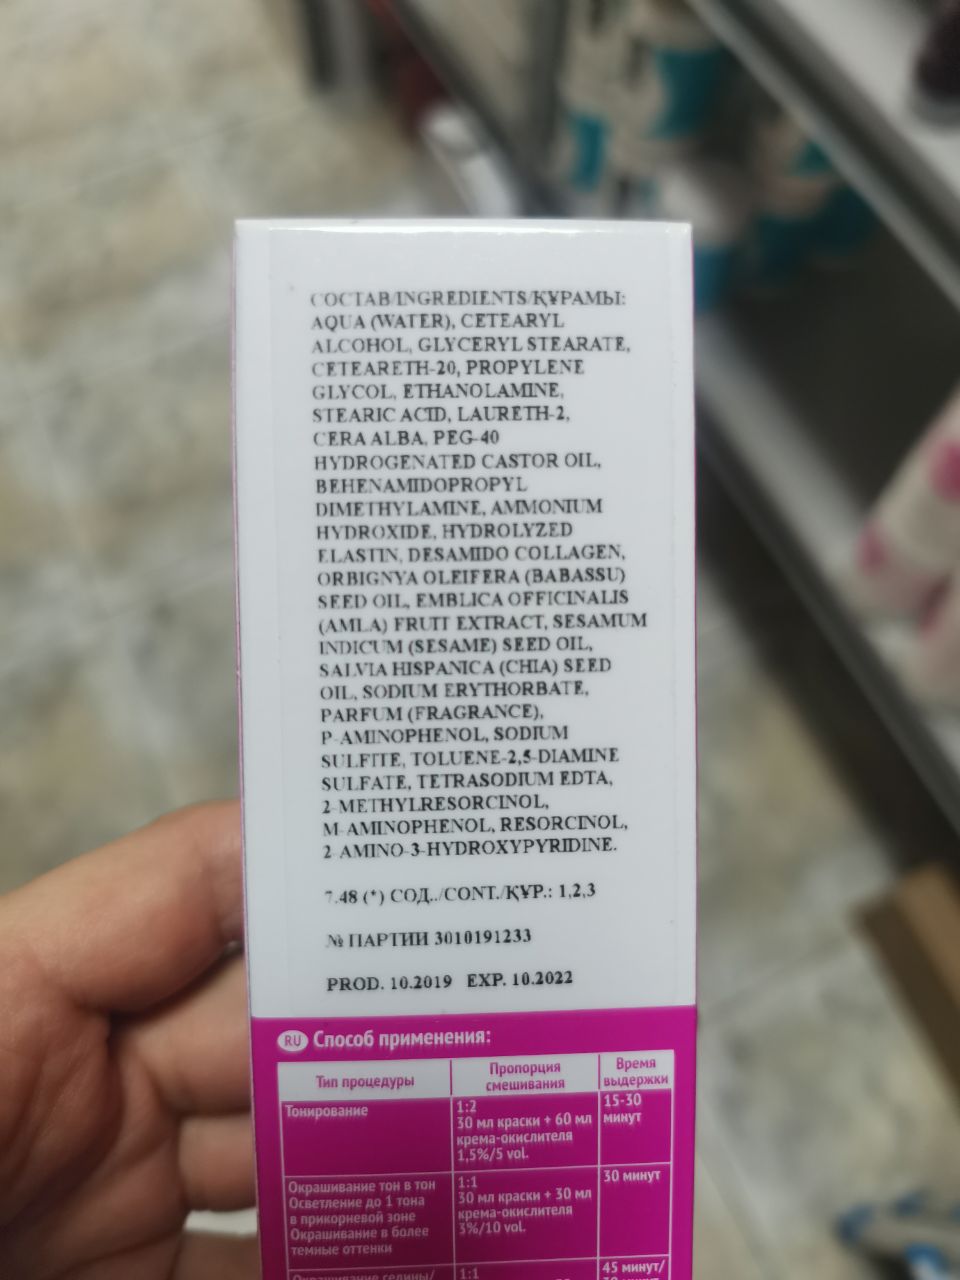 СОСТАВ/INGREDIENTS/ҚҰРАМЫ:
AQUA (WATER), CETEARYL
ALCOHOL, GLYCERYL STEARATE,
CETEARETH-20, PROPYLENE
GLYCOL, ETHANOLAMINE,
STEARIC ACID, LAURETH-2,
CERA ALBA, PEG-40
HYDROGENATED CASTOR OIL,
BEHENAMIDOPROPYL
DIMETHYLAMINE, AMMONIUM
HYDROXIDE, HYDROLYZED
ELASTIN, DESAMIDO COLLAGEN,
ORBIGNYA OLEIFERA (BABASSU)
SEED OIL, EMBLICA OFFICINALIS
(AMLA) FRUIT EXTRACT, SESAMUM
INDICUM (SESAME) SEED OIL,
SALVIA HISPANICA (CHIA) SEED
OIL, SODIUM ERYTHORBATE,
PARFUM (FRAGRANCE),
P-AMINOPHENOL, SODIUM
SULFITE, TOLUENE-2,5-DIAMINE
SULFATE, TETRASODIUM EDTA,
2-METHYLRESORCINOL,
M-AMINOPHENOL, RESORCINOL,
2-AMINO-3-HYDROXYPYRIDINE.
7.48 (*) СОД../CONT./ҚҰР.: 1,2,3
№ ПАРТИИ 3010191233
PROD. 10.2019 EXP. 10.2022
RU Способ применения:
Тип процедуры
Пропорция
смешивания
Время
выдержки
Тонирование
1:2
30 мл краски + 60 мл
крема-окислителя
1,5%/5 vol.
15-30
минут
Окрашивание тон в тон
Осветление до 1 тона
в прикорневой зоне
Окрашивание в более
темные оттенки
1:1
30 мл краски + 30 мл
крема-окислителя
3%/10 vol.
30 минут
Окрашивание седины/
1:1
45 минут/